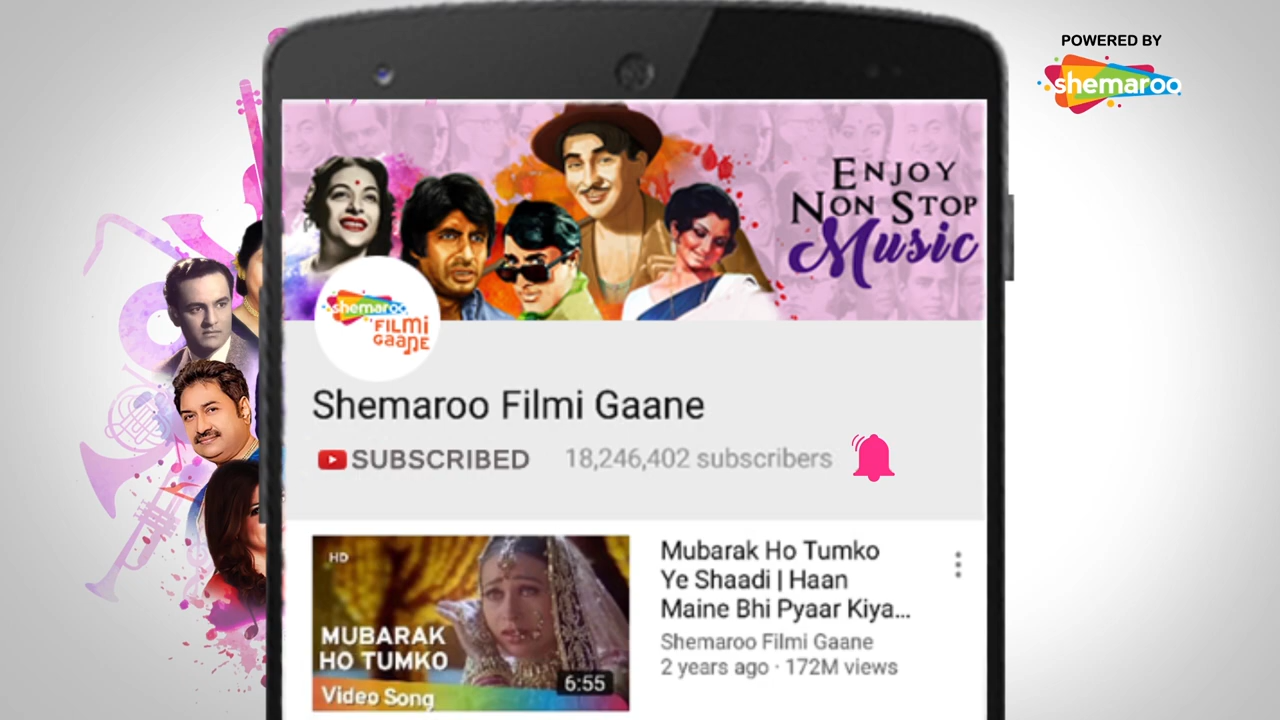 POWERED BY
shemaroo
ENJOY
NON STOP
Music
shemaroo
FILMI
GAANE
Shemaroo Filmi Gaane
SUBSCRIBED
18,246,402 subscribers
HD
MUBARAK
HO TUMKO
Video Song
6:55
Mubarak Ho Tumko
Ye Shaadi | Haan
Maine Bhi Pyaar Kiya...
Shemaroo Filmi Gaane
2 years ago · 172M views